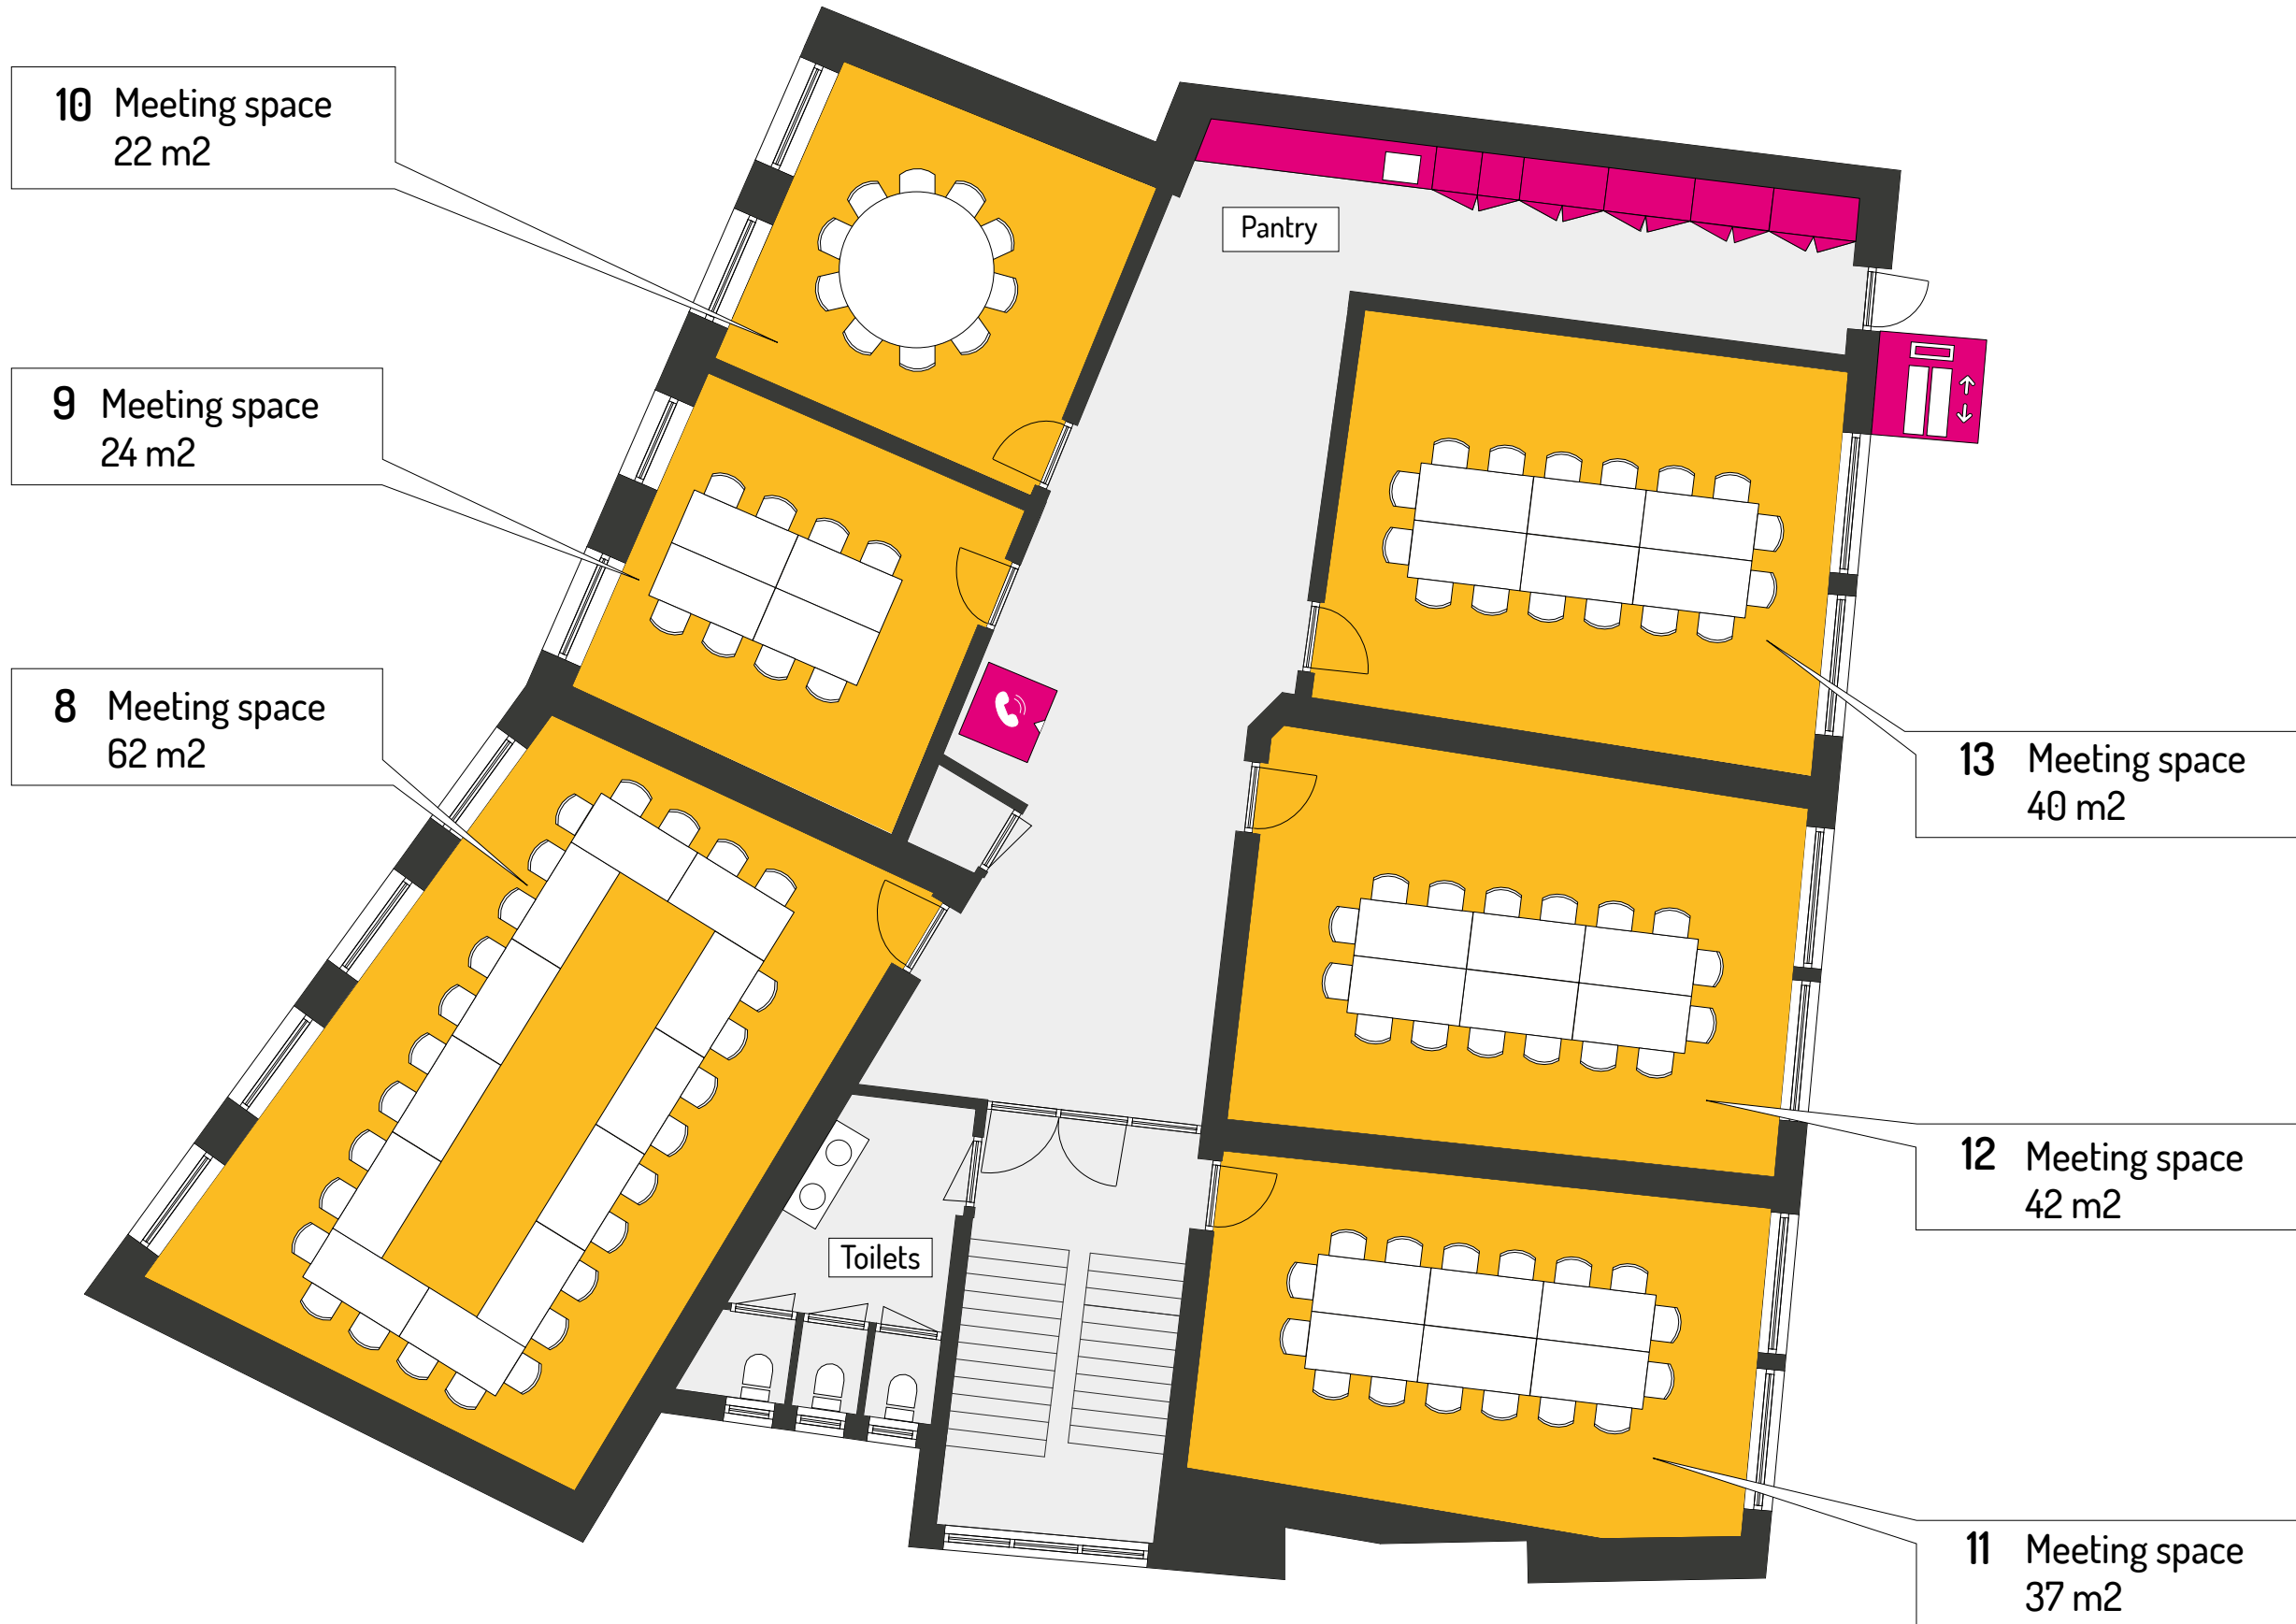 10 Meeting space
22 m2
9 Meeting space
24 m2
8 Meeting space
62 m2
Pantry
Toilets
13 Meeting space
40 m2
12 Meeting space
42 m2
11 Meeting space
37 m2